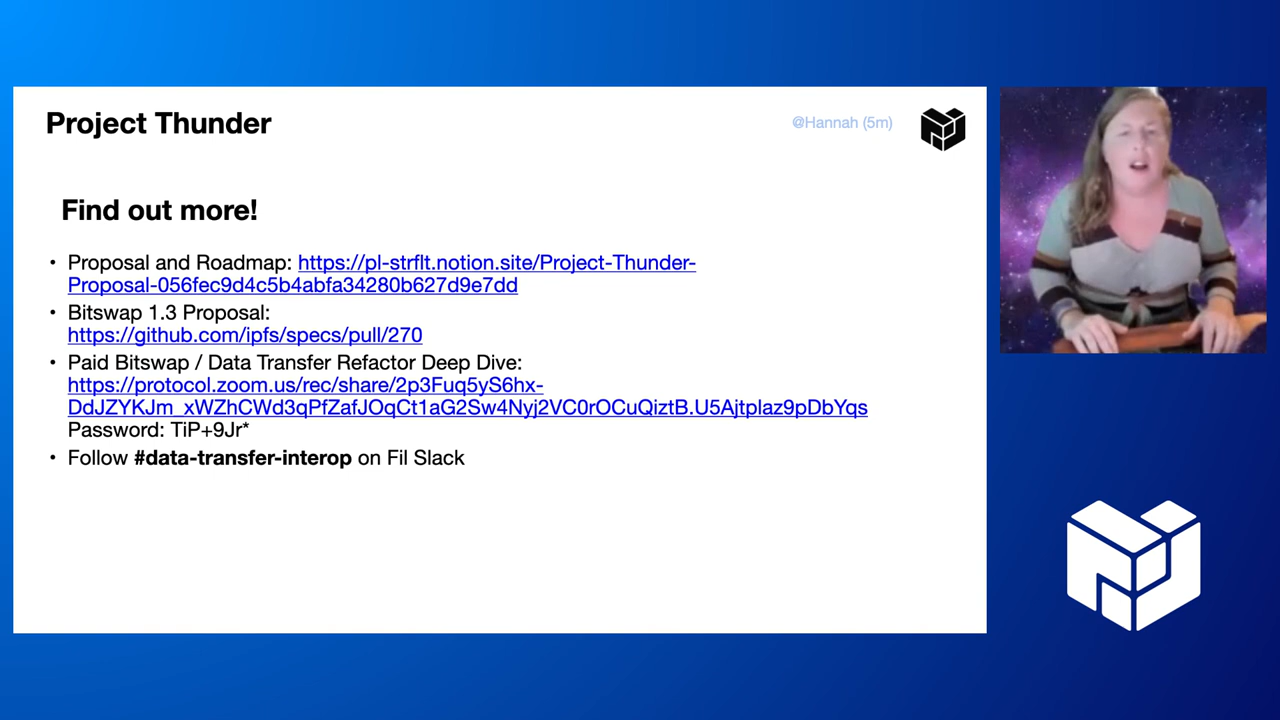 Project Thunder
@Hannah (5m)
Find out more!
• Proposal and Roadmap: https://pl-strflt.notion.site/Project-Thunder-
Proposal-056fec9d4c5b4abfa34280b627d9e7dd
• Bitswap 1.3 Proposal:
https://github.com/ipfs/specs/pull/270
• Paid Bitswap / Data Transfer Refactor Deep Dive:
https://protocol.zoom.us/rec/share/2p3Fuq5yS6hx-
DdJZYKJm_xWZhCWd3qPfZafJOqCt1aG2Sw4Nyj2VC0rOCuQiztB.U5Ajtplaz9pDbYqs
Password: TiP+9Jr*
• Follow #data-transfer-interop on Fil Slack